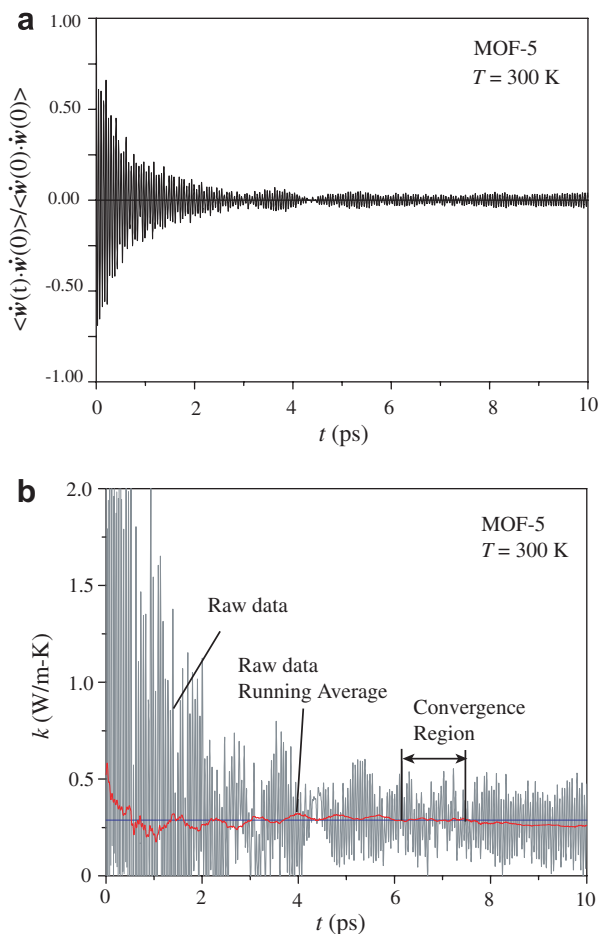 a
1.00
0.50
0.00
-0.50
-1.00
<ẇ(t)·ẇ(0)>/<ẇ(0)·ẇ(0)>
MOF-5
T = 300 K
0
2
4
6
8
10
t (ps)
b
2.0
1.5
1.0
0.5
0
k (W/m-K)
MOF-5
T = 300 K
Raw data
Raw data
Running Average
Convergence
Region
0
2
4
6
8
10
t (ps)